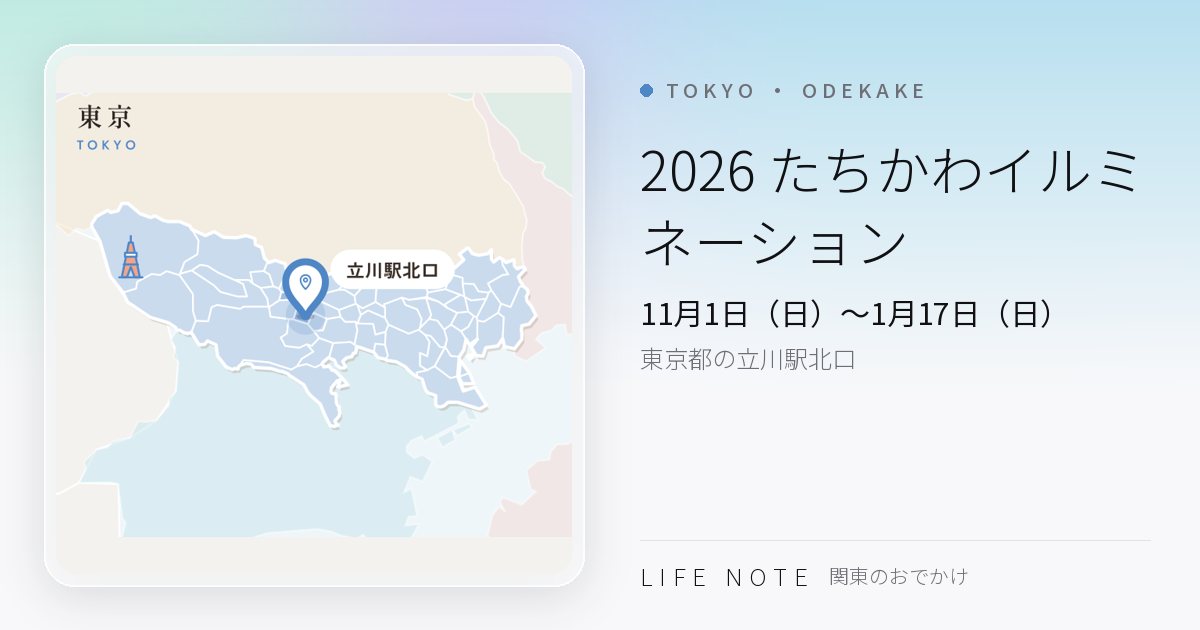 東京
TOKYO
立川駅北口
TOKYO • ODEKAKE
2026 たちかわイルミ
ネーション
11月1日（日）〜1月17日（日）
東京都の立川駅北口
LIFE NOTE 関東のおでかけ